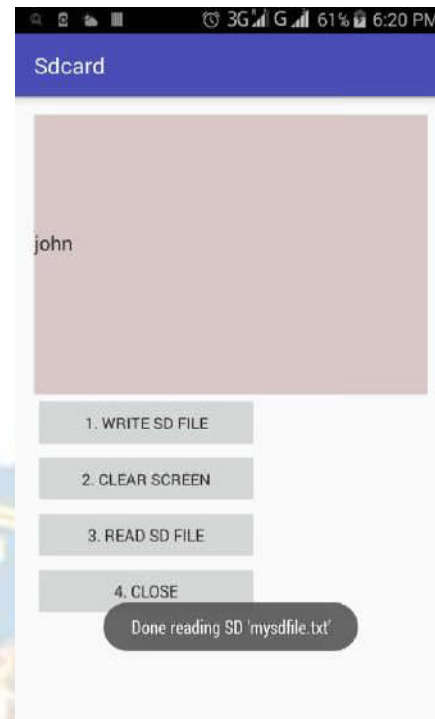 3G G 61% 6:20 PM
Sdcard
john
1. WRITE SD FILE
2. CLEAR SCREEN
3. READ SD FILE
4. CLOSE
Done reading SD 'mysdfile.txt'